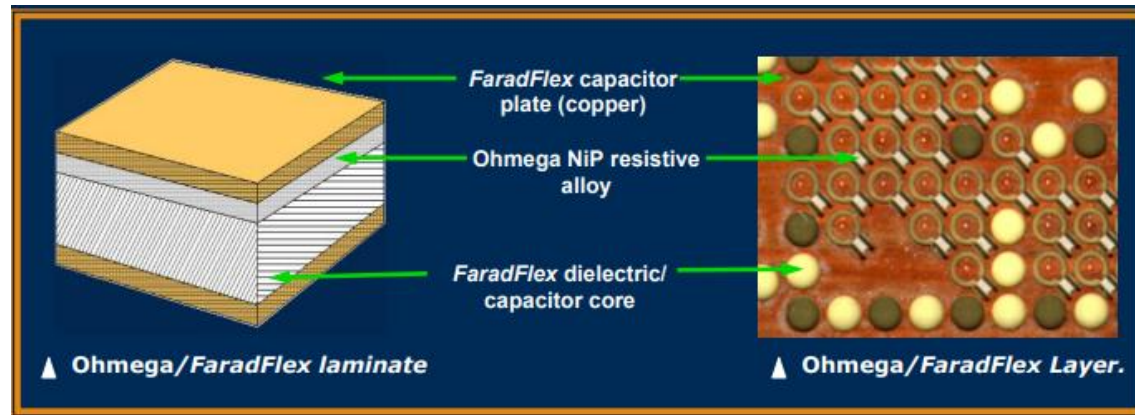 FaradFlex capacitor
plate (copper)
Ohmega NiP resistive
alloy
FaradFlex dielectric/
capacitor core
Ohmega/FaradFlex laminate
Ohmega/FaradFlex Layer.